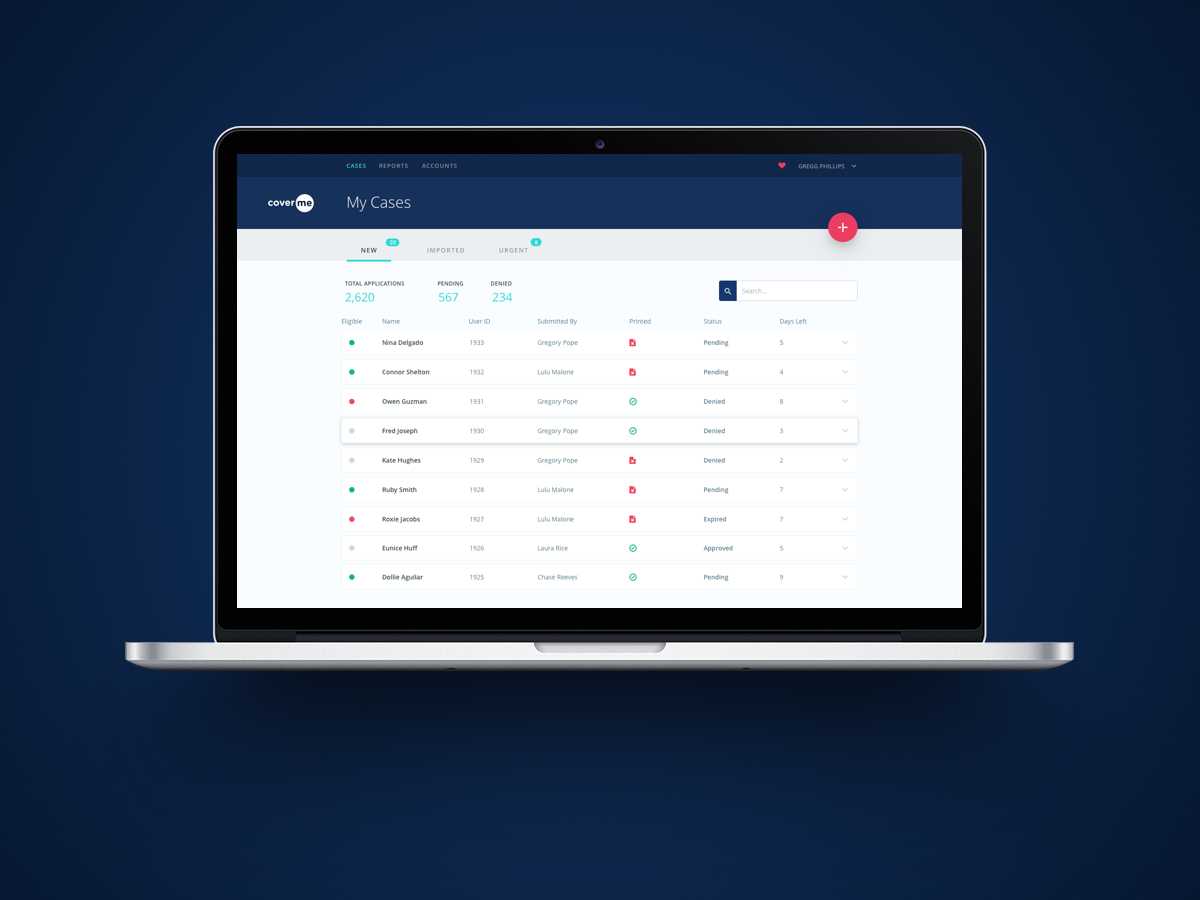 CASES REPORTS ACCOUNTS GREGG PHILLIPS
coverme My Cases
+
25 8
NEW IMPORTED URGENT
TOTAL APPLICATIONS PENDING DENIED
2,620 567 234
Search...
Eligible Name User ID Submitted By Printed Status Days Left
Nina Delgado 1933 Gregory Pope Pending 5
Connor Shelton 1932 Lulu Malone Pending 4
Owen Guzman 1931 Gregory Pope Denied 8
Fred Joseph 1930 Gregory Pope Denied 3
Kate Hughes 1929 Gregory Pope Denied 2
Ruby Smith 1928 Lulu Malone Pending 7
Roxie Jacobs 1927 Lulu Malone Expired 7
Eunice Huff 1926 Laura Rice Approved 5
Dollie Aguilar 1925 Chase Reeves Pending 9